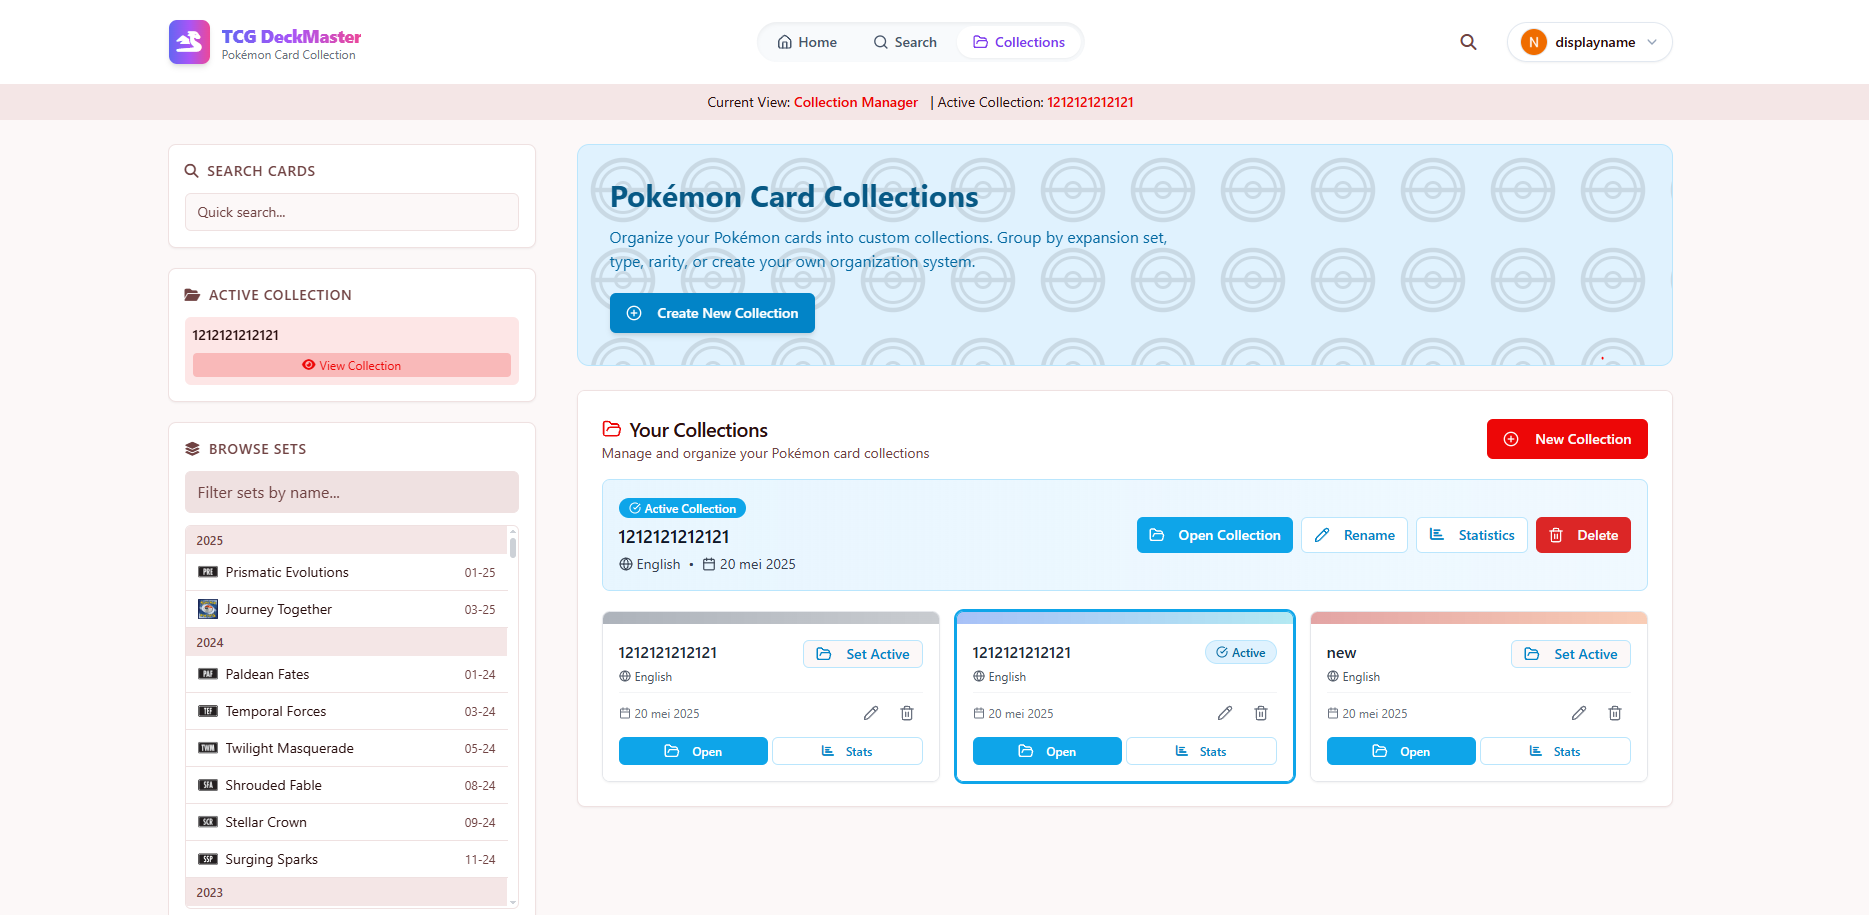 TCG DeckMaster
Pokémon Card Collection
Home
Search
Collections
N
displayname
Current View: Collection Manager | Active Collection: 1212121212121
SEARCH CARDS
Quick search...
ACTIVE COLLECTION
1212121212121
View Collection
BROWSE SETS
Filter sets by name...
2025
PRE Prismatic Evolutions 01-25
Journey Together 03-25
2024
PAF Paldean Fates 01-24
TEF Temporal Forces 03-24
TWM Twilight Masquerade 05-24
SFA Shrouded Fable 08-24
SCR Stellar Crown 09-24
SSP Surging Sparks 11-24
2023
Pokémon Card Collections
Organize your Pokémon cards into custom collections. Group by expansion set,
type, rarity, or create your own organization system.
Create New Collection
Your Collections
Manage and organize your Pokémon card collections
New Collection
Active Collection
1212121212121
English • 20 mei 2025
Open Collection
Rename
Statistics
Delete
1212121212121
Set Active
English
20 mei 2025
Open
Stats
1212121212121
Active
English
20 mei 2025
Open
Stats
new
Set Active
English
20 mei 2025
Open
Stats